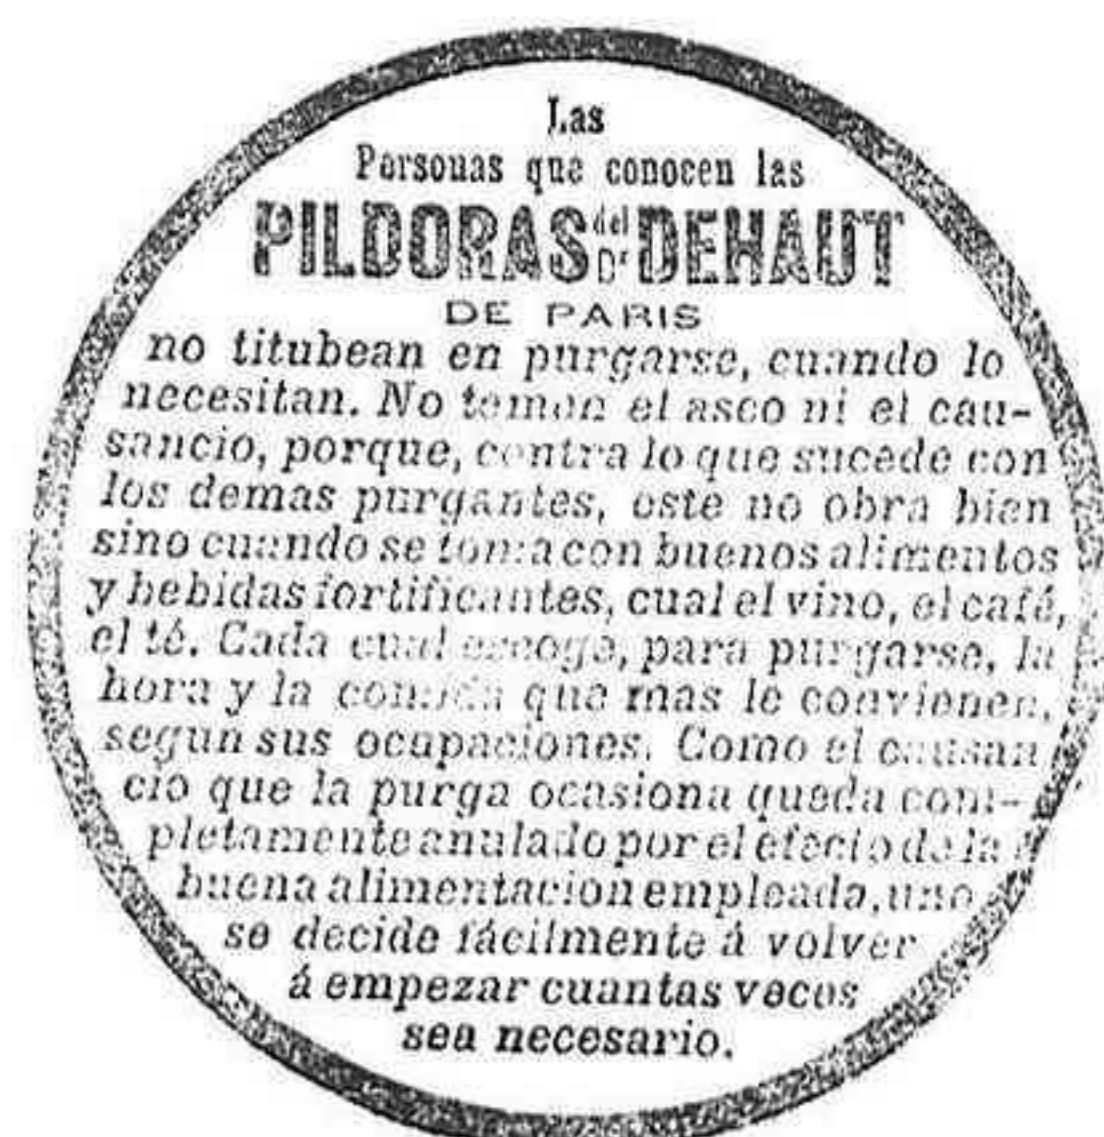 Las
Personas que conocen las
PILDORAS del Dr DEHAUT
DE PARIS
no titubean en purgarse, cuando lo
necesitan. No temen el asco ni el cau-
sancio, porque, contra lo que sucede con
los demas purgantes, este no obra bien
sino cuando se toma con buenos alimentos
y bebidas fortificantes, cual el vino, el café,
el té. Cada cual escoge, para purgarse, la
hora y la comida que mas le convienen,
segun sus ocupaciones. Como el causan
cio que la purga ocasiona queda com-
pletamente anulado por el efecto de la
buena alimentacion empleada, uno
se decide fácilmente á volver
á empezar cuantas veces
sea necesario.